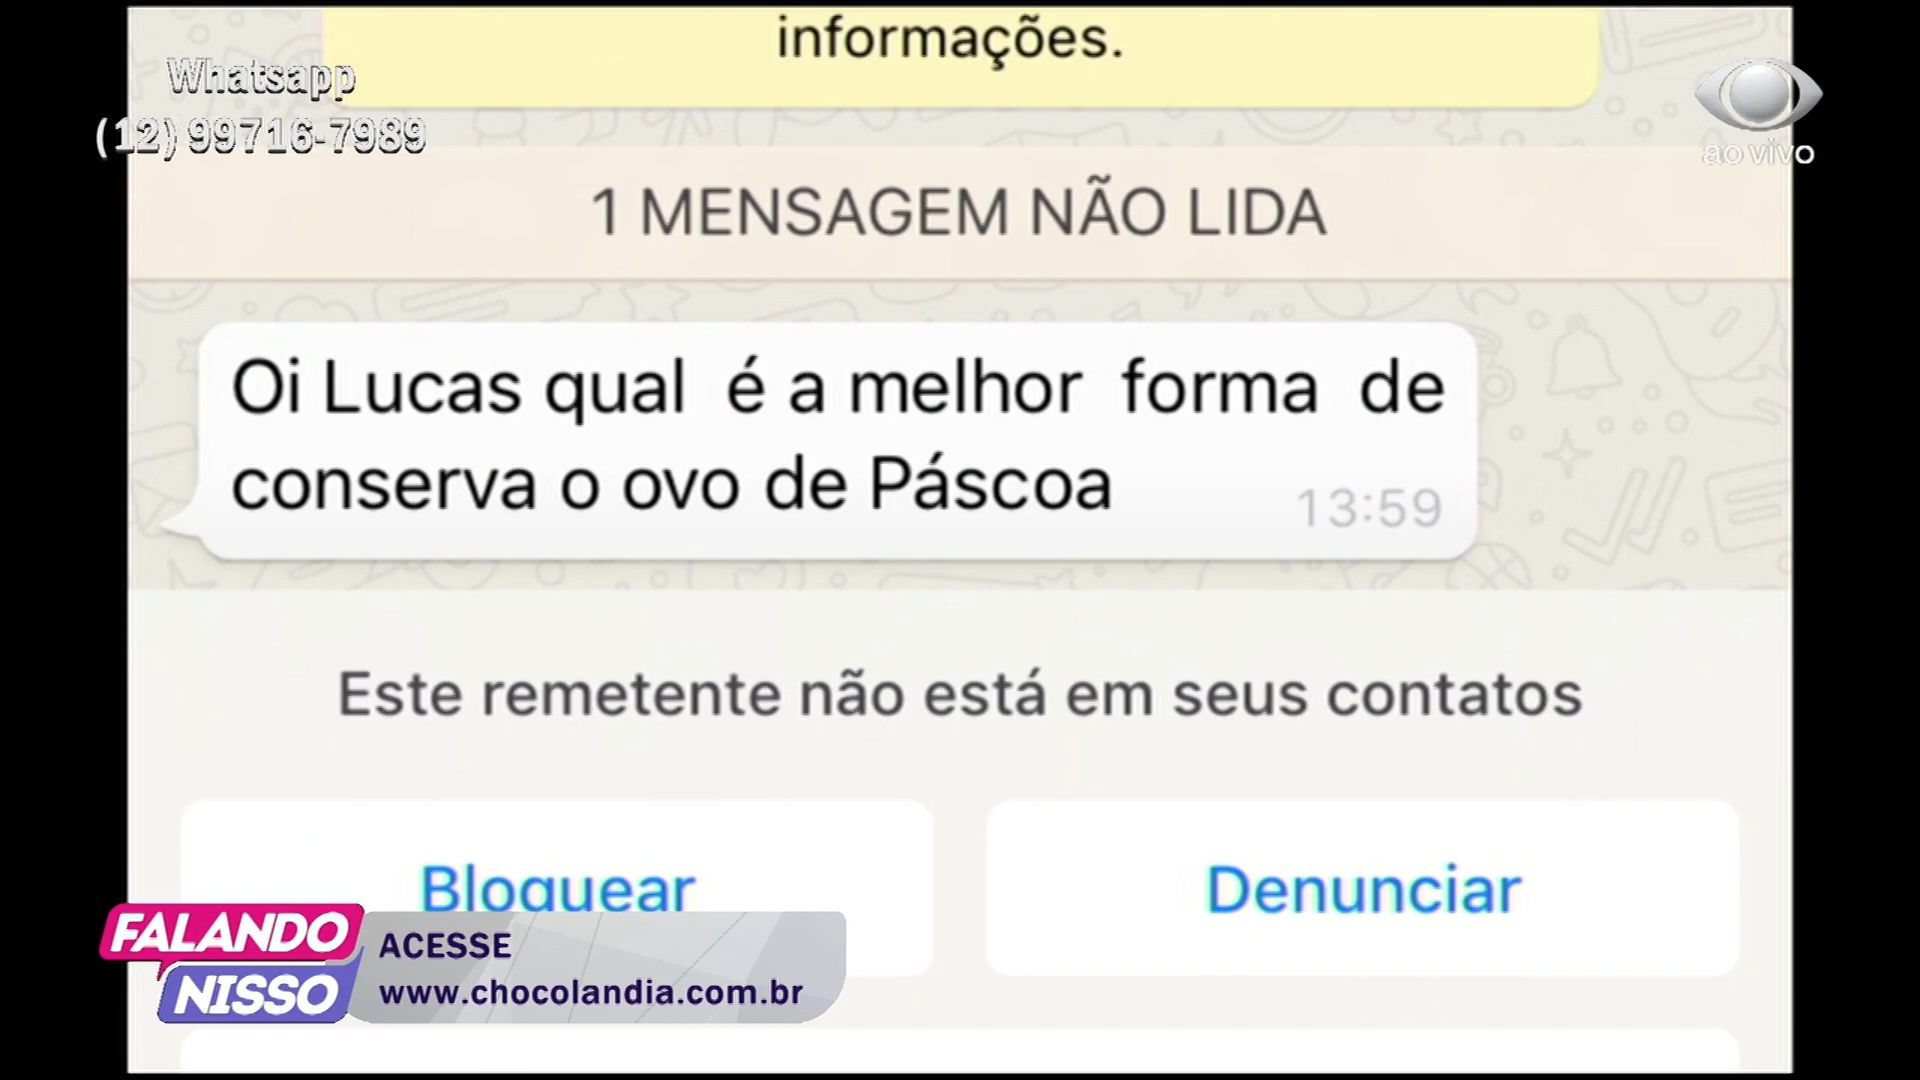 informações.
Whatsapp
(12) 99716-7989
ao vivo
1 MENSAGEM NÃO LIDA
Oi Lucas qual é a melhor forma de
conserva o ovo de Páscoa
13:59
Este remetente não está em seus contatos
Bloquear
Denunciar
FALANDO
NISSO
ACESSE
www.chocolandia.com.br